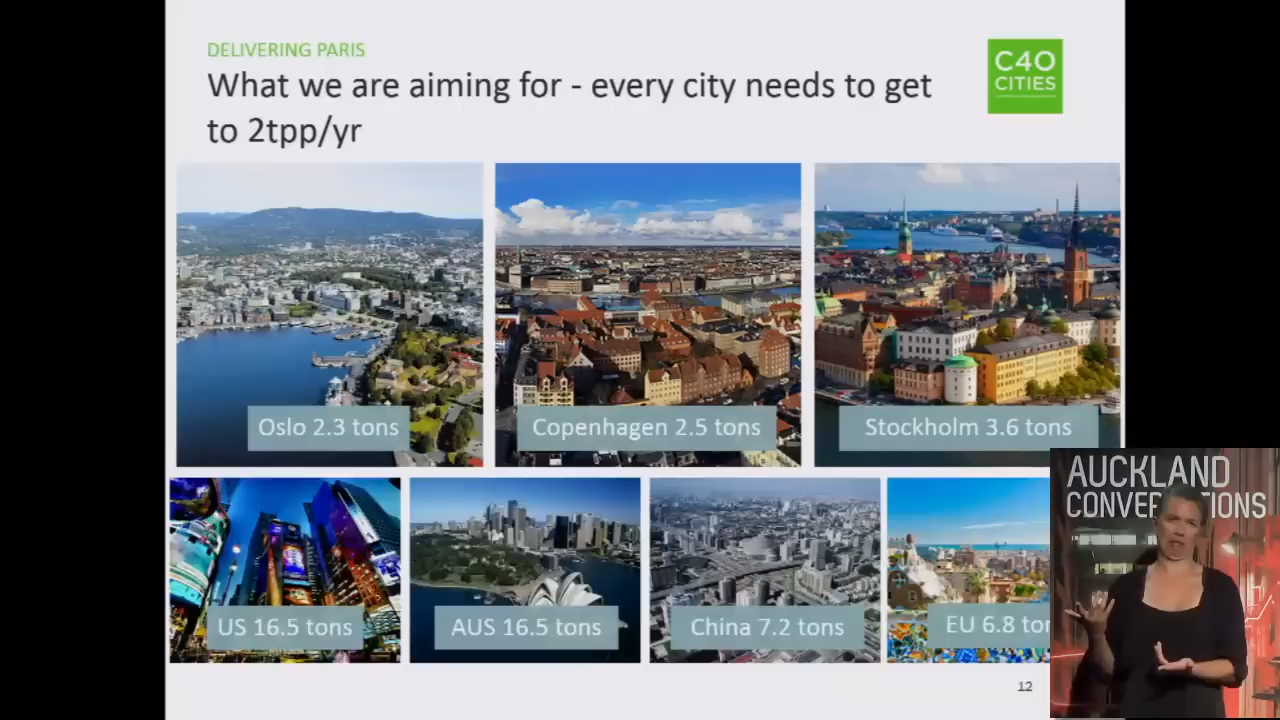 DELIVERING PARIS
What we are aiming for - every city needs to get
to 2tpp/yr
C40
CITIES
Oslo 2.3 tons
Copenhagen 2.5 tons
Stockholm 3.6 tons
US 16.5 tons
AUS 16.5 tons
China 7.2 tons
EU 6.8
12
AUCKLAND